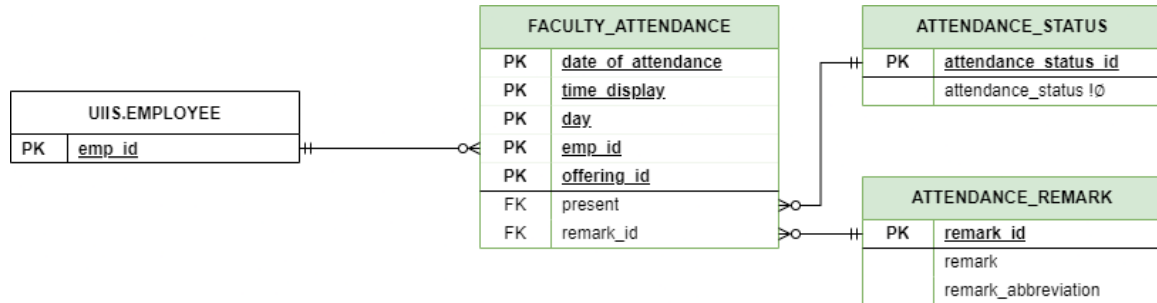 UIIS.EMPLOYEE
PK emp_id
FACULTY_ATTENDANCE
PK date_of_attendance
PK time_display
PK day
PK emp_id
PK offering_id
FK present
FK remark_id
ATTENDANCE_STATUS
PK attendance_status_id
attendance_status !Ø
ATTENDANCE_REMARK
PK remark_id
remark
remark_abbreviation